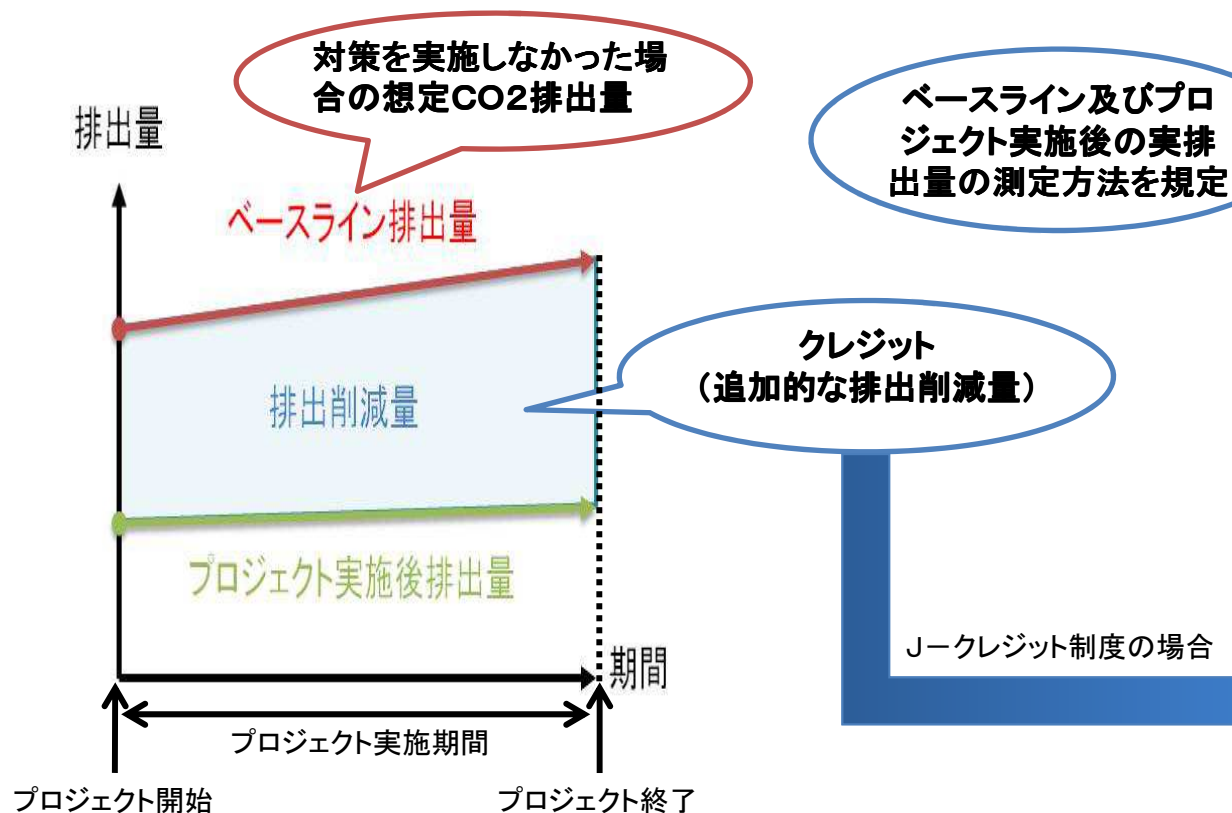 対策を実施しなかった場
合の想定CO2排出量
ベースライン及びプロ
ジェクト実施後の実排
出量の測定方法を規定
排出量
ベースライン排出量
クレジット
（追加的な排出削減量）
排出削減量
プロジェクト実施後排出量
J－クレジット制度の場合
期間
プロジェクト実施期間
プロジェクト開始
プロジェクト終了